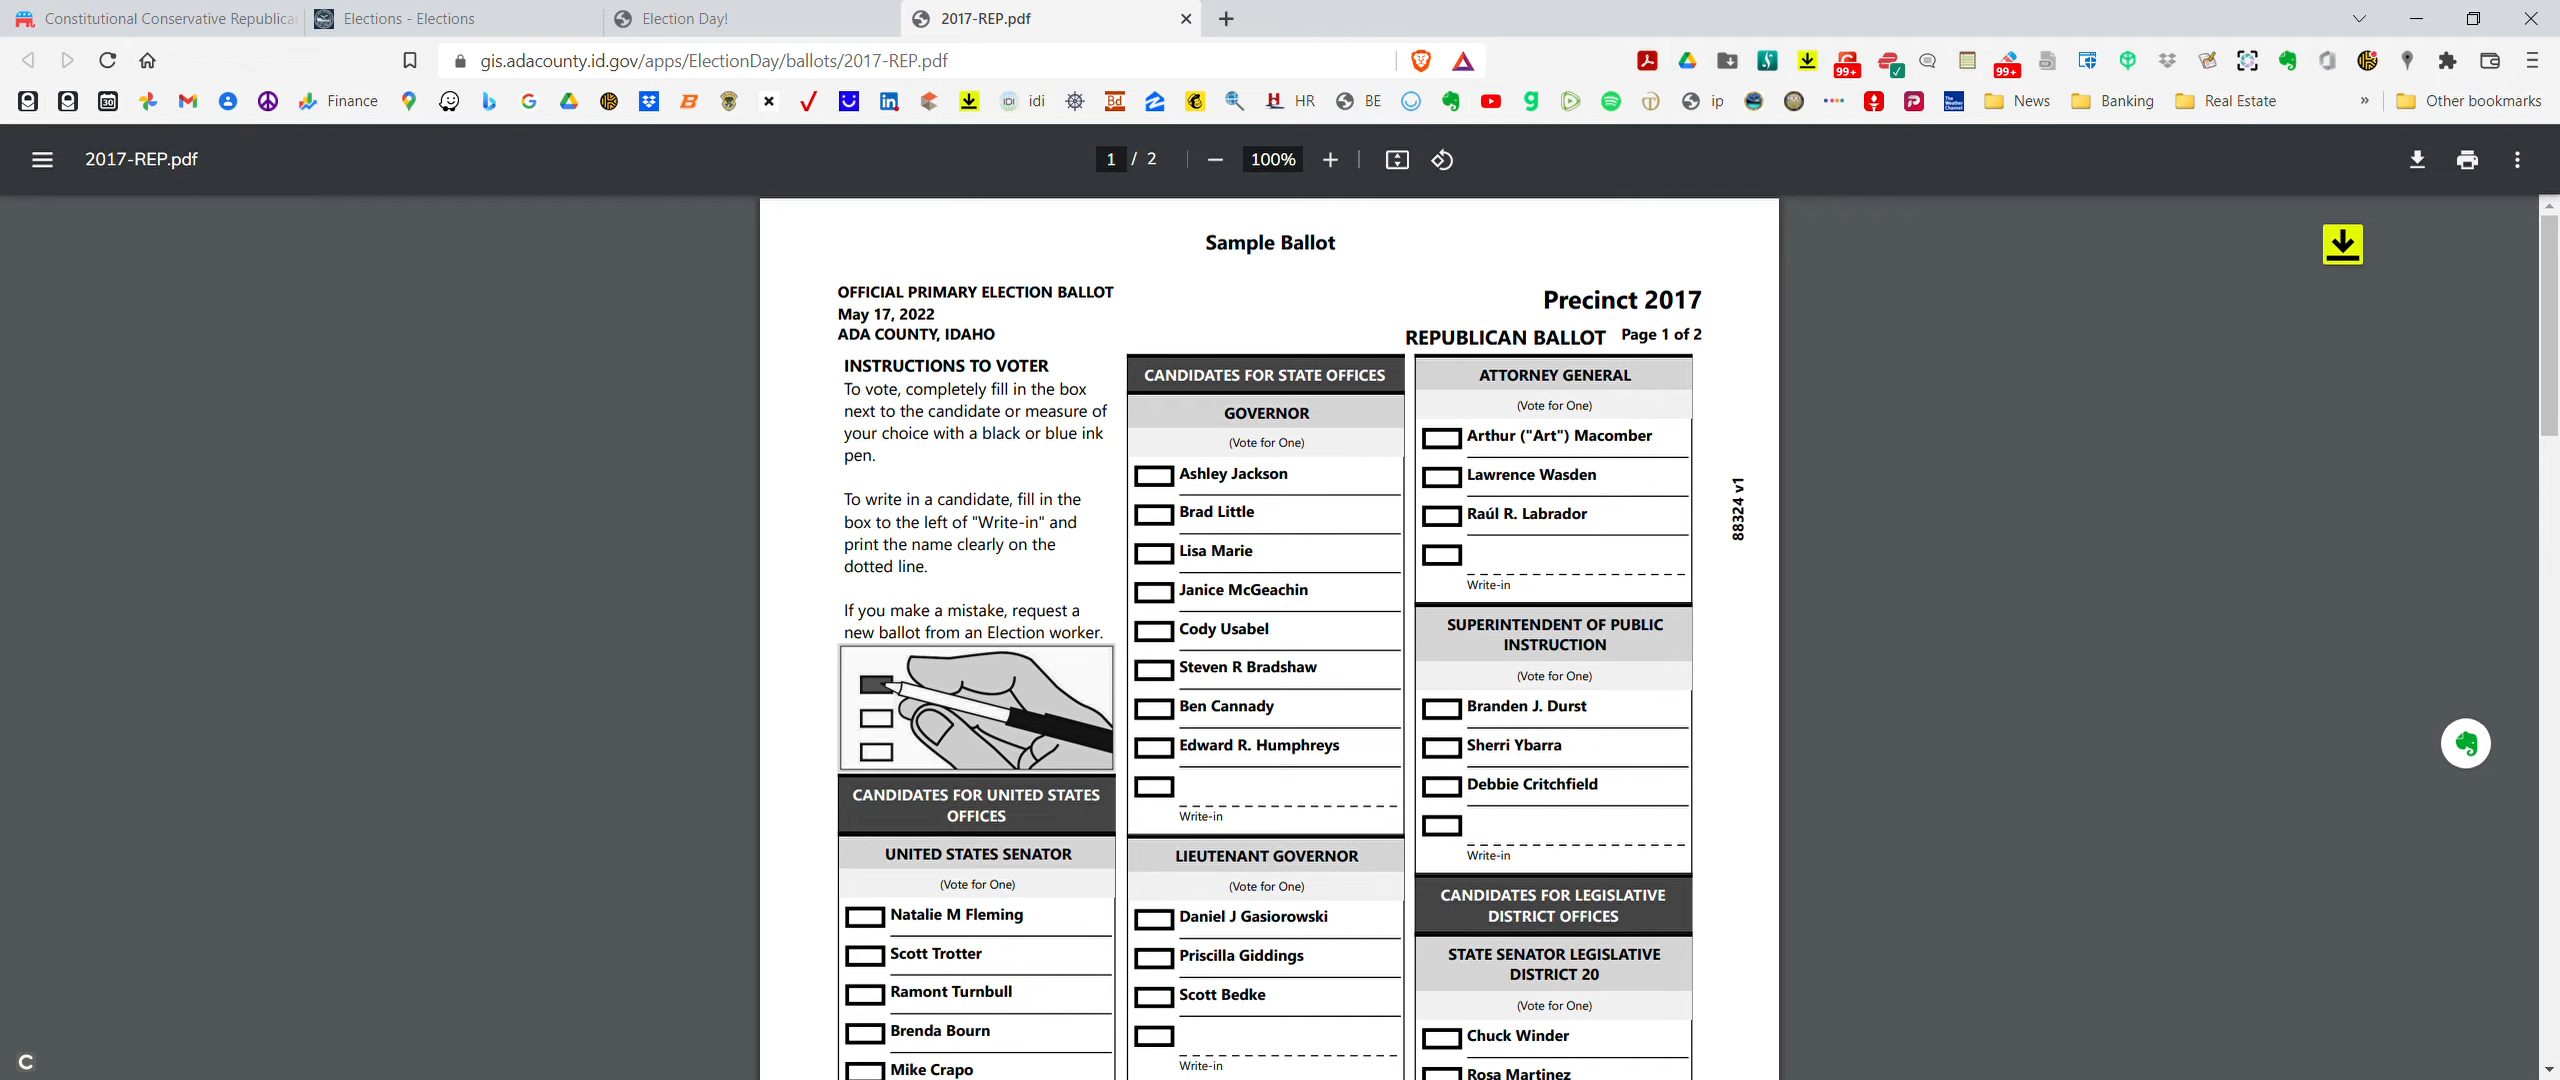 Constitutional Conservative Republica
Elections - Elections
Election Day!
2017-REP.pdf
gis.adacounty.id.gov/apps/ElectionDay/ballots/2017-REP.pdf
99+
99+
30
Finance
idi
Bd
HR
BE
ip
News
Banking
Real Estate
Other bookmarks
2017-REP.pdf
1 / 2
100%
Sample Ballot
OFFICIAL PRIMARY ELECTION BALLOT
May 17, 2022
ADA COUNTY, IDAHO
Precinct 2017
REPUBLICAN BALLOT Page 1 of 2
INSTRUCTIONS TO VOTER
To vote, completely fill in the box
next to the candidate or measure of
your choice with a black or blue ink
pen.
To write in a candidate, fill in the
box to the left of "Write-in" and
print the name clearly on the
dotted line.
If you make a mistake, request a
new ballot from an Election worker.
CANDIDATES FOR UNITED STATES
OFFICES
UNITED STATES SENATOR
(Vote for One)
Natalie M Fleming
Scott Trotter
Ramont Turnbull
Brenda Bourn
Mike Crapo
CANDIDATES FOR STATE OFFICES
GOVERNOR
(Vote for One)
Ashley Jackson
Brad Little
Lisa Marie
Janice McGeachin
Cody Usabel
Steven R Bradshaw
Ben Cannady
Edward R. Humphreys
Write-in
LIEUTENANT GOVERNOR
(Vote for One)
Daniel J Gasiorowski
Priscilla Giddings
Scott Bedke
Write-in
ATTORNEY GENERAL
(Vote for One)
Arthur ("Art") Macomber
Lawrence Wasden
Raúl R. Labrador
Write-in
SUPERINTENDENT OF PUBLIC
INSTRUCTION
(Vote for One)
Branden J. Durst
Sherri Ybarra
Debbie Critchfield
Write-in
CANDIDATES FOR LEGISLATIVE
DISTRICT OFFICES
STATE SENATOR LEGISLATIVE
DISTRICT 20
(Vote for One)
Chuck Winder
Rosa Martinez
88324 v1